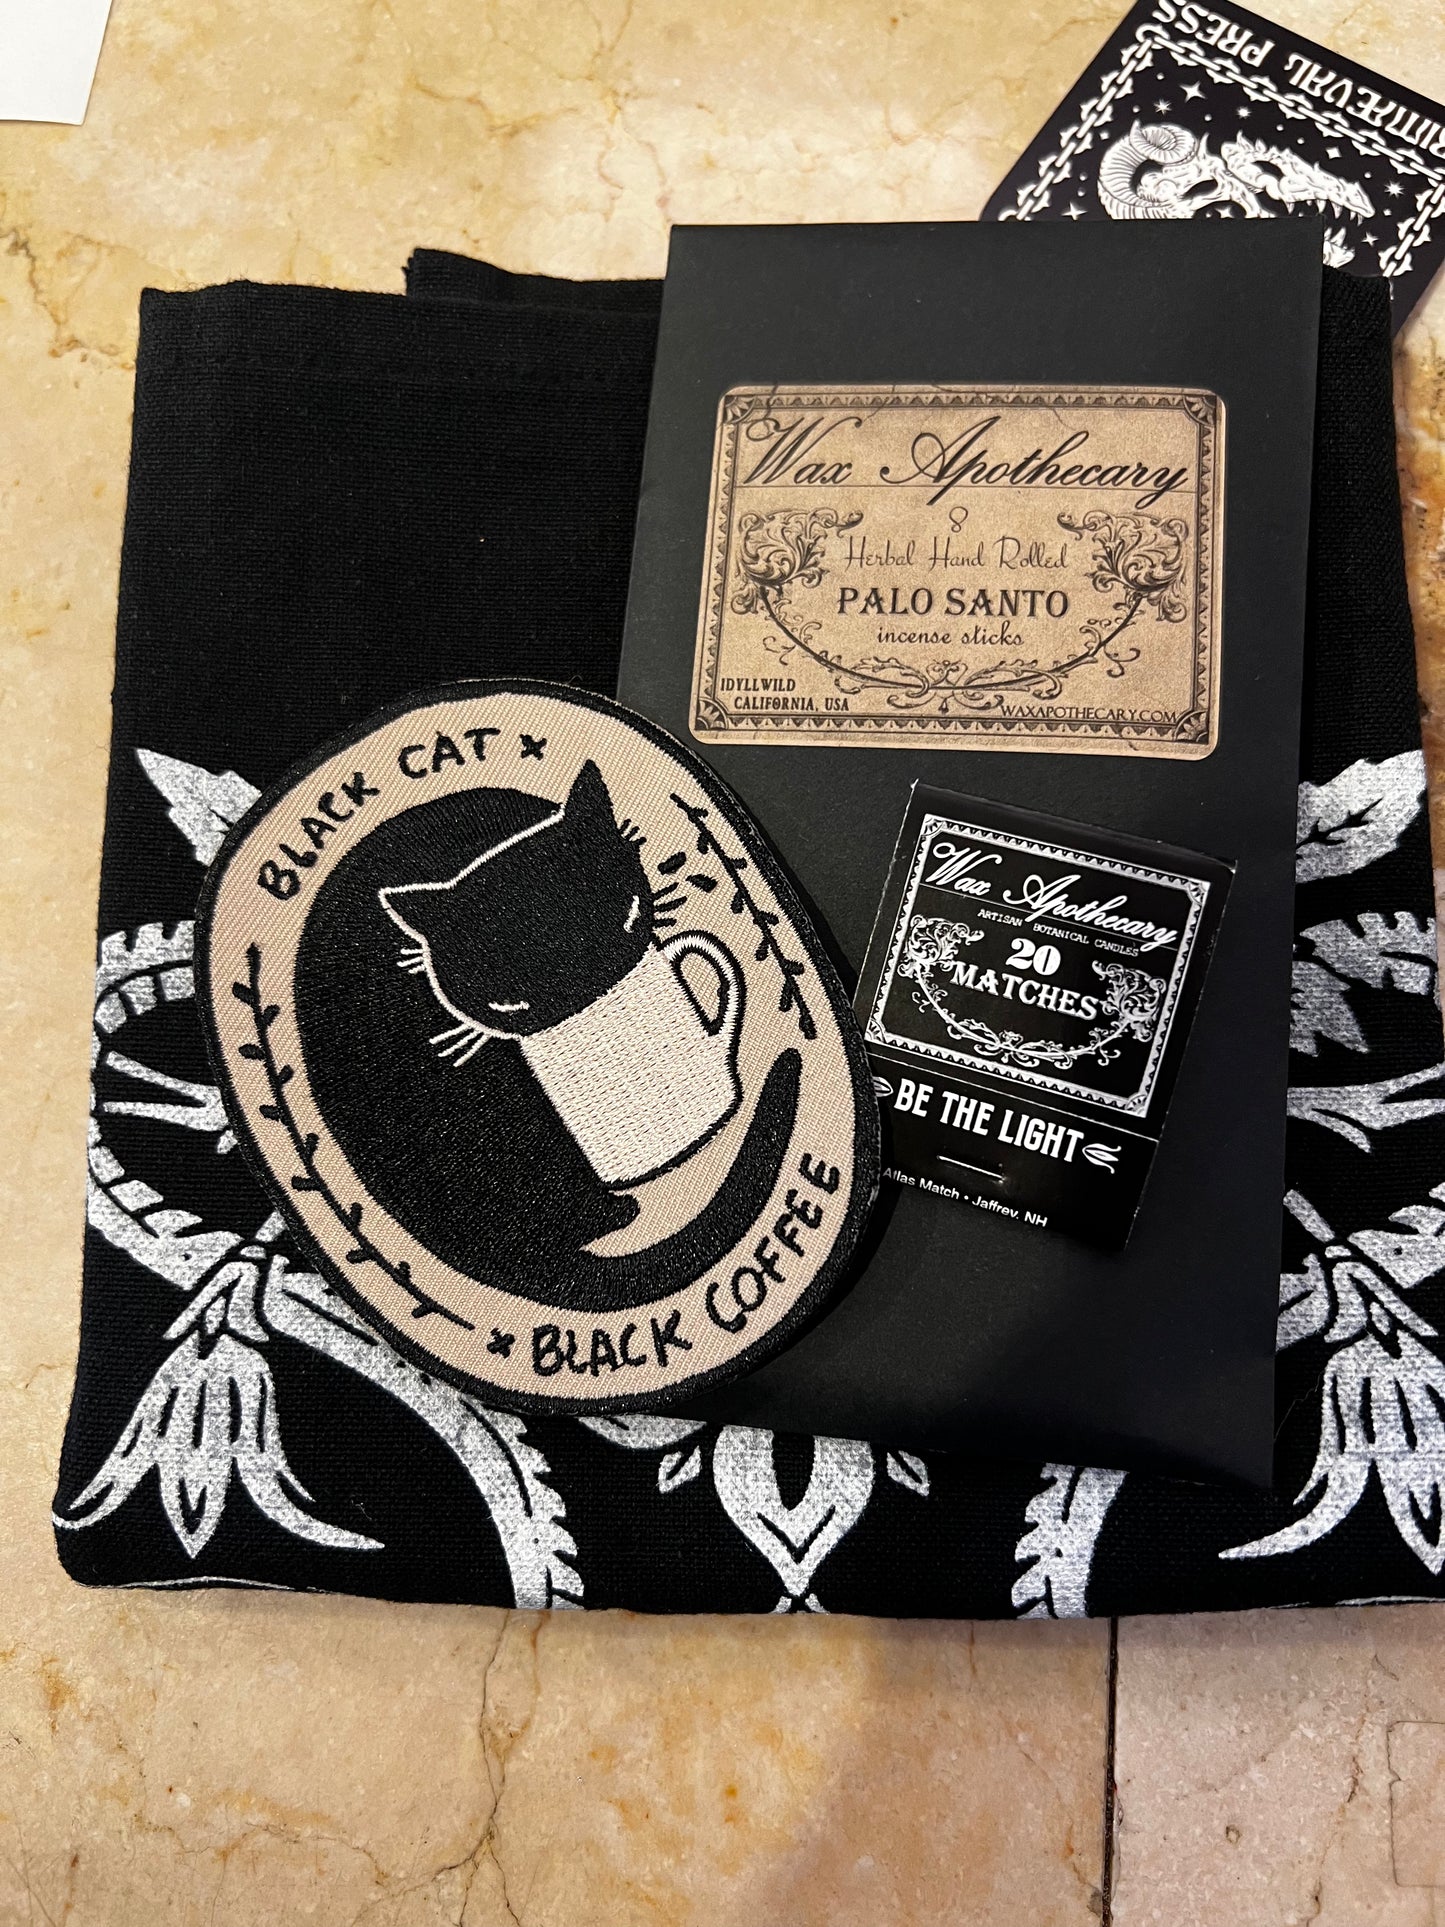 PRIMÆVAL PRESS
Wax Apothecary
8
Herbal Hand Rolled
PALO SANTO
incense sticks
IDYLLWILD
CALIFORNIA, USA
WAXAPOTHECARY.COM
BLACK CAT x
x BLACK COFFEE
Wax Apothecary
ARTISAN BOTANICAL CANDLES
20
MATCHES
BE THE LIGHT
Atlas Match • Jaffrey, NH